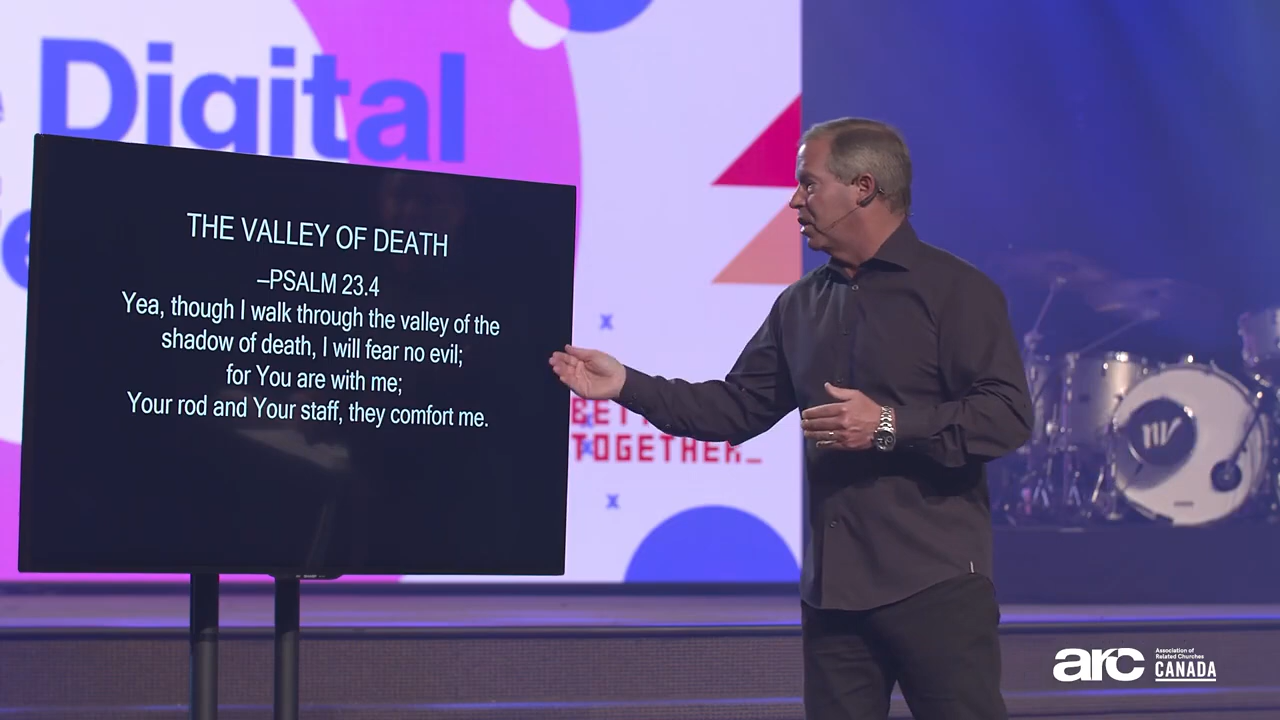 Digital
THE VALLEY OF DEATH
–PSALM 23.4
Yea, though I walk through the valley of the
shadow of death, I will fear no evil;
for You are with me;
Your rod and Your staff, they comfort me.
TOGETHER_
arc
Association of
Related Churches
CANADA